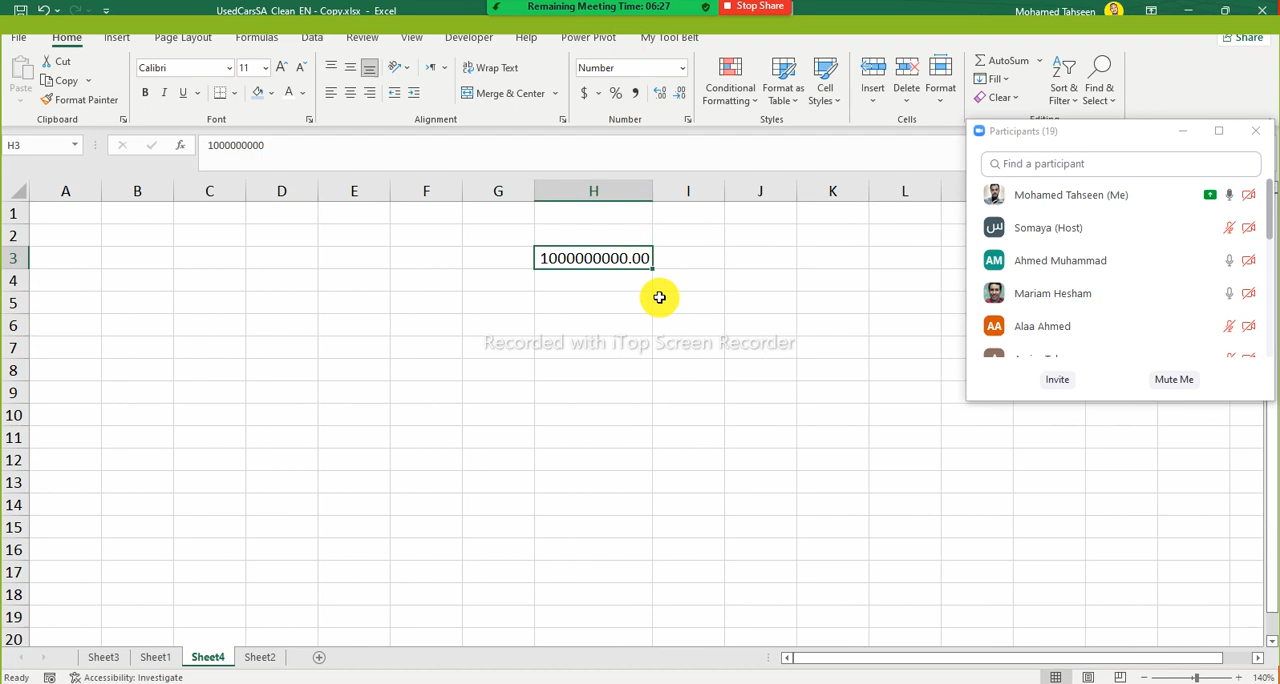 UsedCarsSA_Clean_EN - Copy.xlsx - Excel
Remaining Meeting Time: 06:27
Stop Share
Mohamed Tahseen
File Home Insert Page Layout Formulas Data Review View Developer Help Power Pivot My Tool Belt
Share
Paste
Cut
Copy
Format Painter
Clipboard
Calibri 11
B I U
Font
Wrap Text
Merge & Center
Alignment
Number
$ % ,
Number
Conditional Formatting
Format as Table
Cell Styles
Styles
Insert Delete Format
Cells
AutoSum
Fill
Clear
Sort & Filter
Find & Select
Editing
H3
fx
1000000000
A B C D E F G H I J K L
1
2
3 1000000000.00
4
5
6
7
8
9
10
11
12
13
14
15
16
17
18
19
20
Recorded with iTop Screen Recorder
Participants (19)
Find a participant
Mohamed Tahseen (Me)
س Somaya (Host)
AM Ahmed Muhammad
Mariam Hesham
AA Alaa Ahmed
Invite
Mute Me
Sheet3 Sheet1 Sheet4 Sheet2
Ready
Accessibility: Investigate
140%